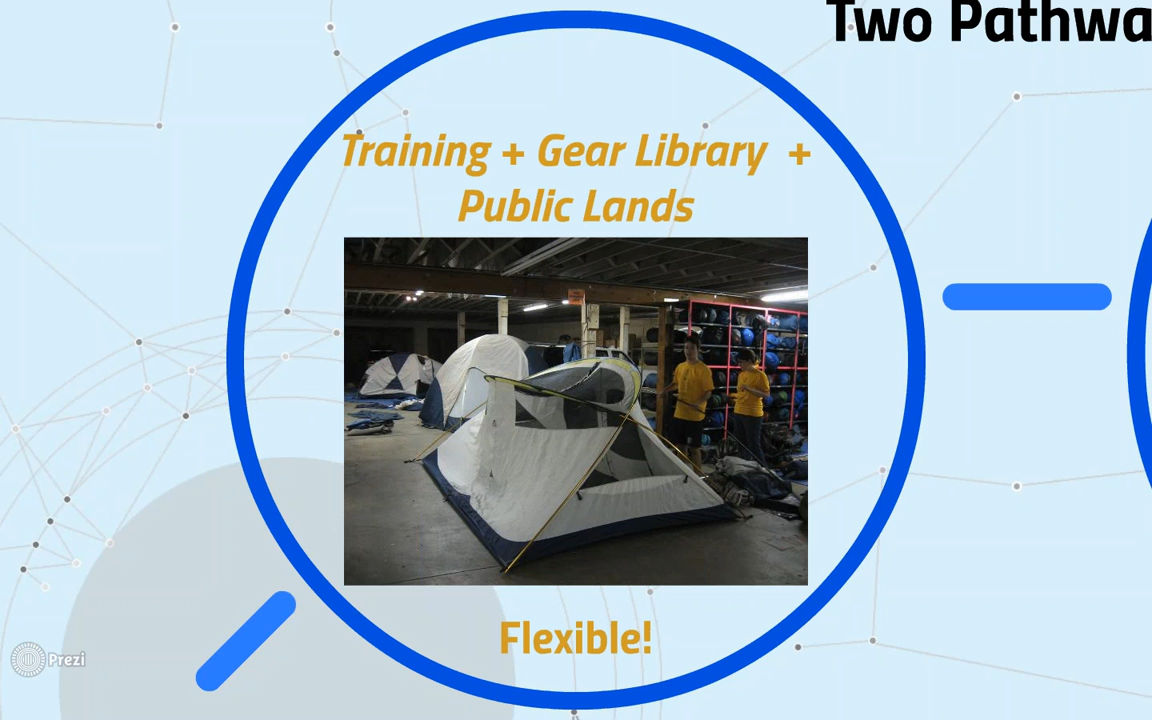 Two Pathwa
Training + Gear Library +
Public Lands
Flexible!
Prezi